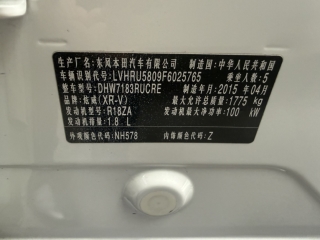 生产厂名：东风本田汽车有限公司 制造国：中华人民共和国
车辆识别代号：LVHRU5809F6025765 乘坐人数：5
整车型号：DHW7183RUCRE 制造年月：2015年04月
品牌：炫威(XR-V) 最大允许总质量：1775 kg
发动机型号：R18ZA 发动机最大净功率：100 kW
发动机排量：1.8 L
外观颜色代码：NH578 内饰颜色代码：Z